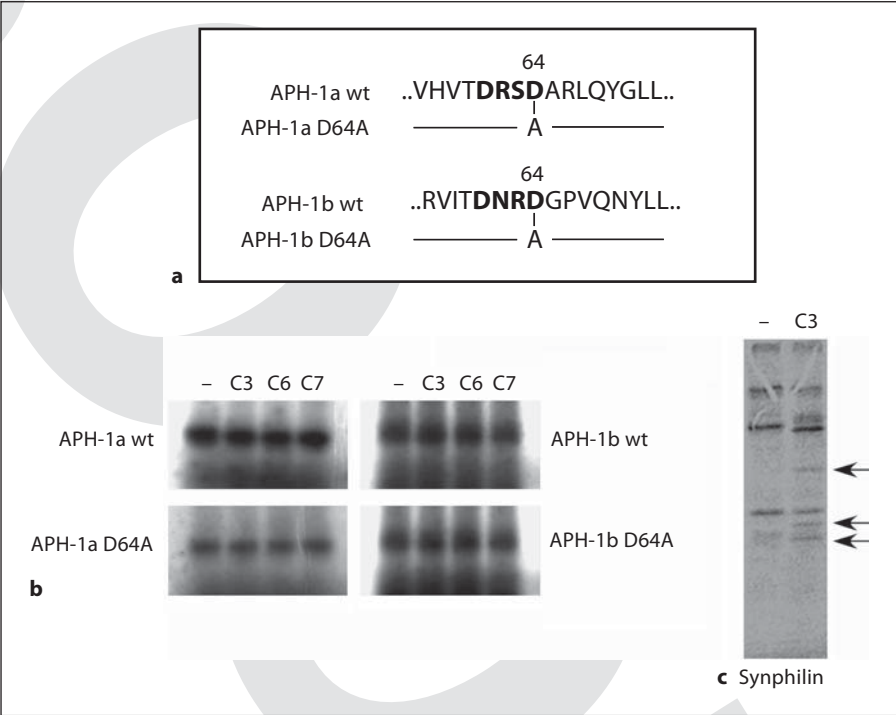 64
APH-1a wt ..VHVTDRSDARLQYGLL..
APH-1a D64A A
64
APH-1b wt ..RVITDNRDGPVQNYLL..
APH-1b D64A A
a
– C3 C6 C7 – C3 C6 C7
APH-1a wt APH-1b wt
APH-1a D64A APH-1b D64A
b
– C3
c Synphilin